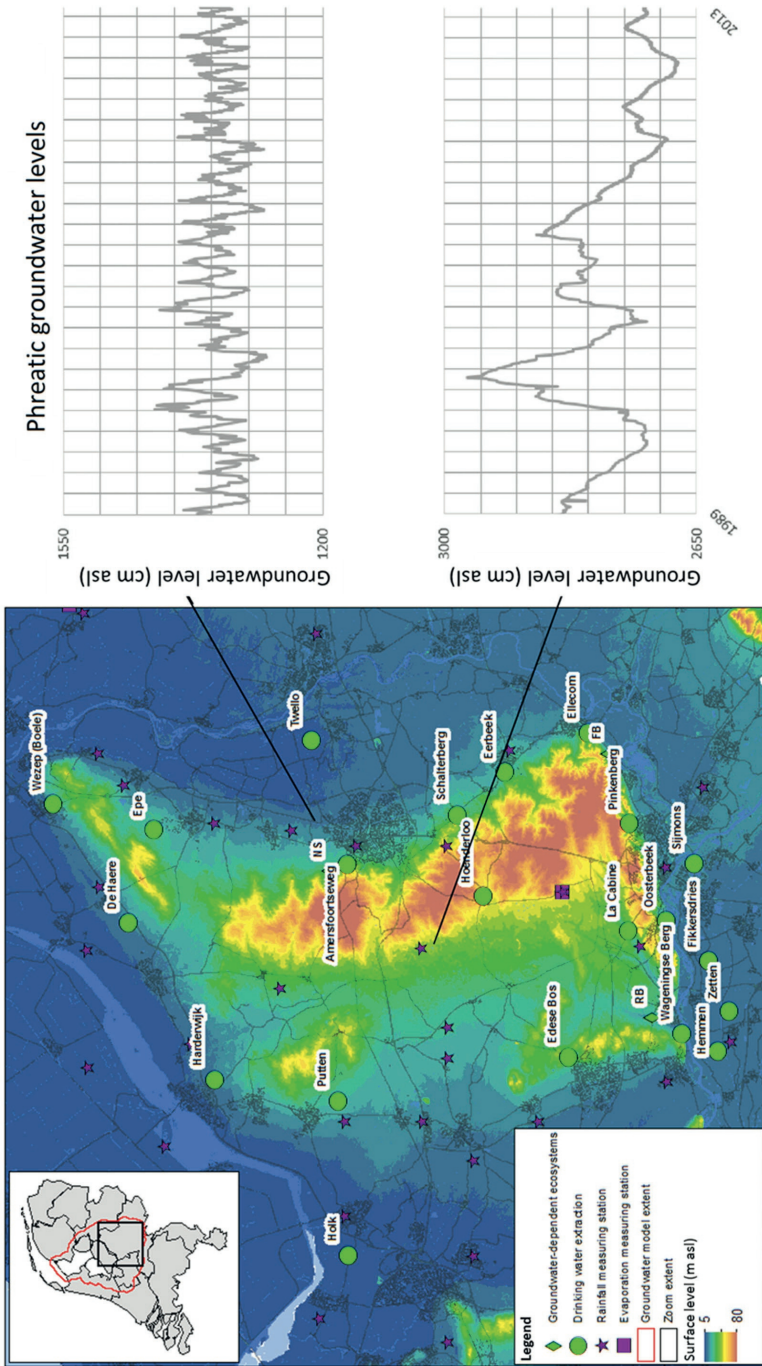 Phreatic groundwater levels
1550
1200
Groundwater level (cm asl)
3000
2650
Groundwater level (cm asl)
1989
2013
Wezep (Boele)
Epe
De Haere
Harderwijk
Twello
NS
Amersfoortseweg
Putten
Holk
Schalterberg
Eerbeek
Hoenderloo
Ellecom
FB
Pinkenberg
La Cabine
Oosterbeek
Sijmons
Edese Bos
RB
Wageningse Berg
Fikkersdries
Zetten
Hemmen
Legend
Groundwater-dependent ecosystems
Drinking water extraction
Rainfall measuring station
Evaporation measuring station
Groundwater model extent
Zoom extent
Surface level (m asl)
5
80